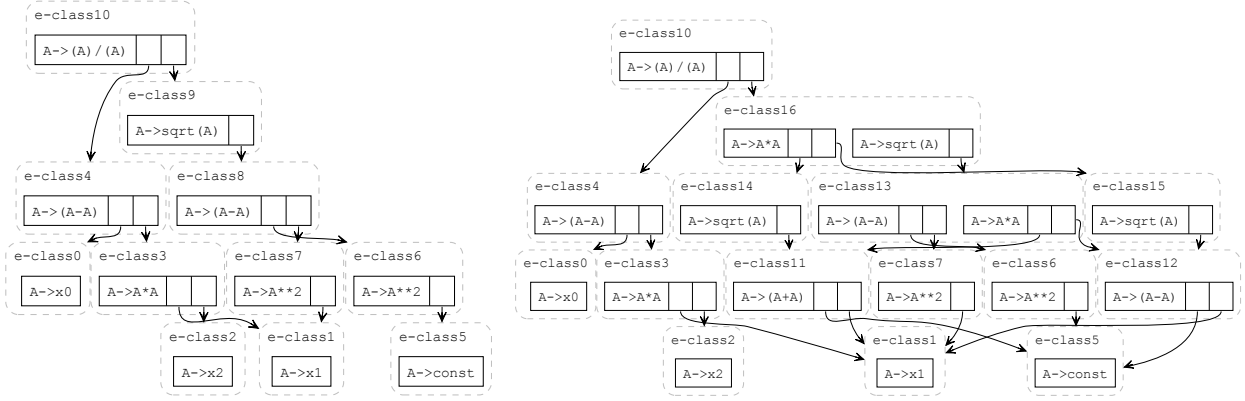 e-class10
A->(A)/(A)
e-class9
A->sqrt(A)
e-class4
e-class8
A->(A-A)
A->(A-A)
e-class0
e-class3
e-class7
e-class6
A->x0
A->A*A
A->A**2
A->A**2
e-class2
e-class1
e-class5
A->x2
A->x1
A->const
e-class10
A->(A)/(A)
e-class16
A->A*A
A->sqrt(A)
e-class4
e-class14
e-class13
e-class15
A->(A-A)
A->sqrt(A)
A->(A-A)
A->A*A
A->sqrt(A)
e-class0
e-class3
e-class11
e-class7
e-class6
e-class12
A->x0
A->A*A
A->(A+A)
A->A**2
A->A**2
A->(A-A)
e-class2
e-class1
e-class5
A->x2
A->x1
A->const